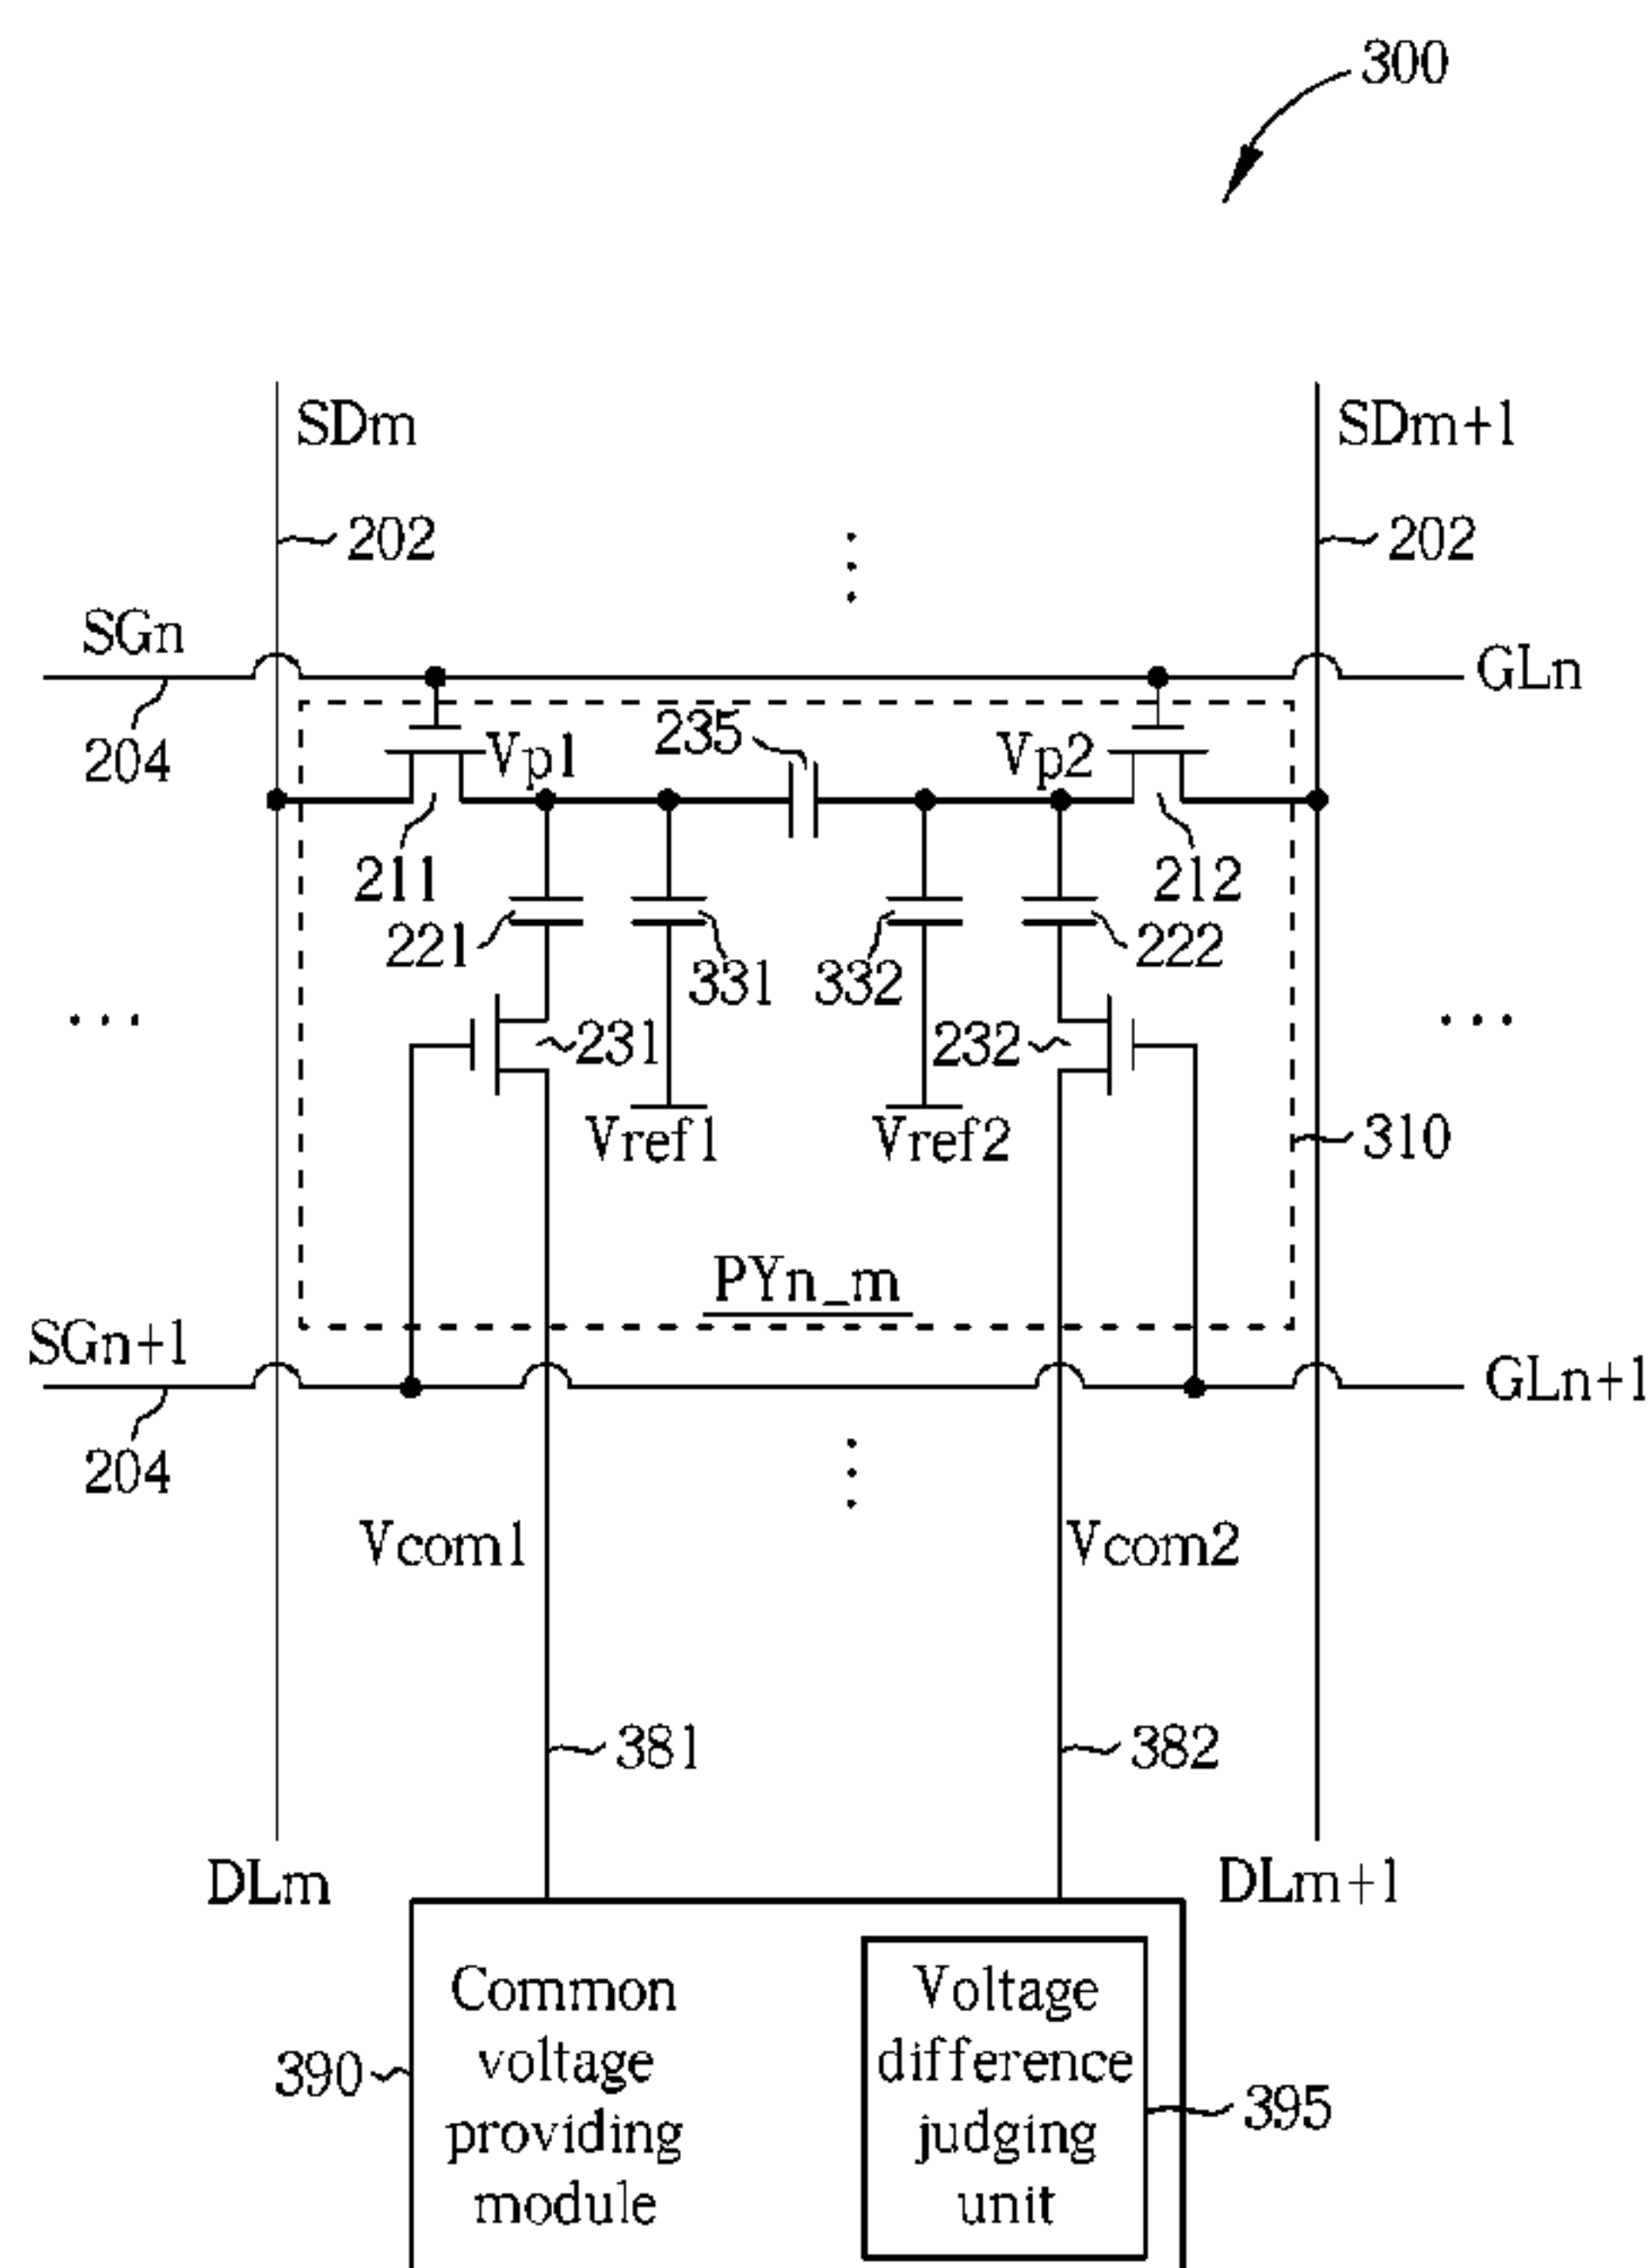 300
SDm
SDm+1
202
202
SGn
GLn
204
Vp1
235
Vp2
211
212
221
331
332
222
231
232
Vref1
Vref2
310
PYn_m
SGn+1
GLn+1
204
Vcom1
Vcom2
381
382
DLm
DLm+1
Common
voltage
providing
module
Voltage
difference
judging
unit
390
395